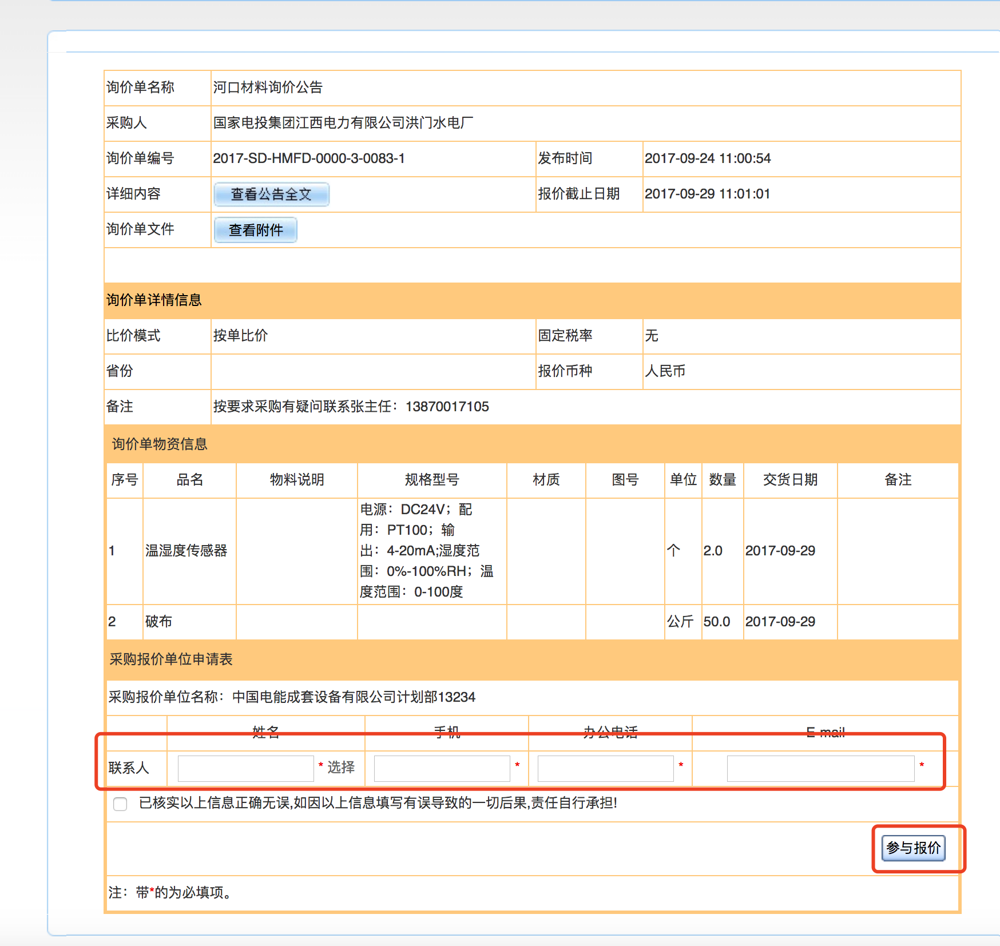 询价单名称 河口材料询价公告
采购人 国家电投集团江西电力有限公司洪门水电厂
询价单编号 2017-SD-HMFD-0000-3-0083-1 发布时间 2017-09-24 11:00:54
详细内容 查看公告全文 报价截止日期 2017-09-29 11:01:01
询价单文件 查看附件
询价单详情信息
比价模式 按单比价 固定税率 无
省份 报价币种 人民币
备注 按要求采购有疑问联系张主任：13870017105
询价单物资信息
序号 品名 物料说明 规格型号 材质 图号 单位 数量 交货日期 备注
电源：DC24V；配
用：PT100；输
1 温湿度传感器 出：4-20mA;湿度范 个 2.0 2017-09-29
围：0%-100%RH；温
度范围：0-100度
2 破布 公斤 50.0 2017-09-29
采购报价单位申请表
采购报价单位名称：中国电能成套设备有限公司计划部13234
姓名 手机 办公电话 E-mail
联系人 * 选择 * * *
已核实以上信息正确无误,如因以上信息填写有误导致的一切后果,责任自行承担!
参与报价
注：带*的为必填项。